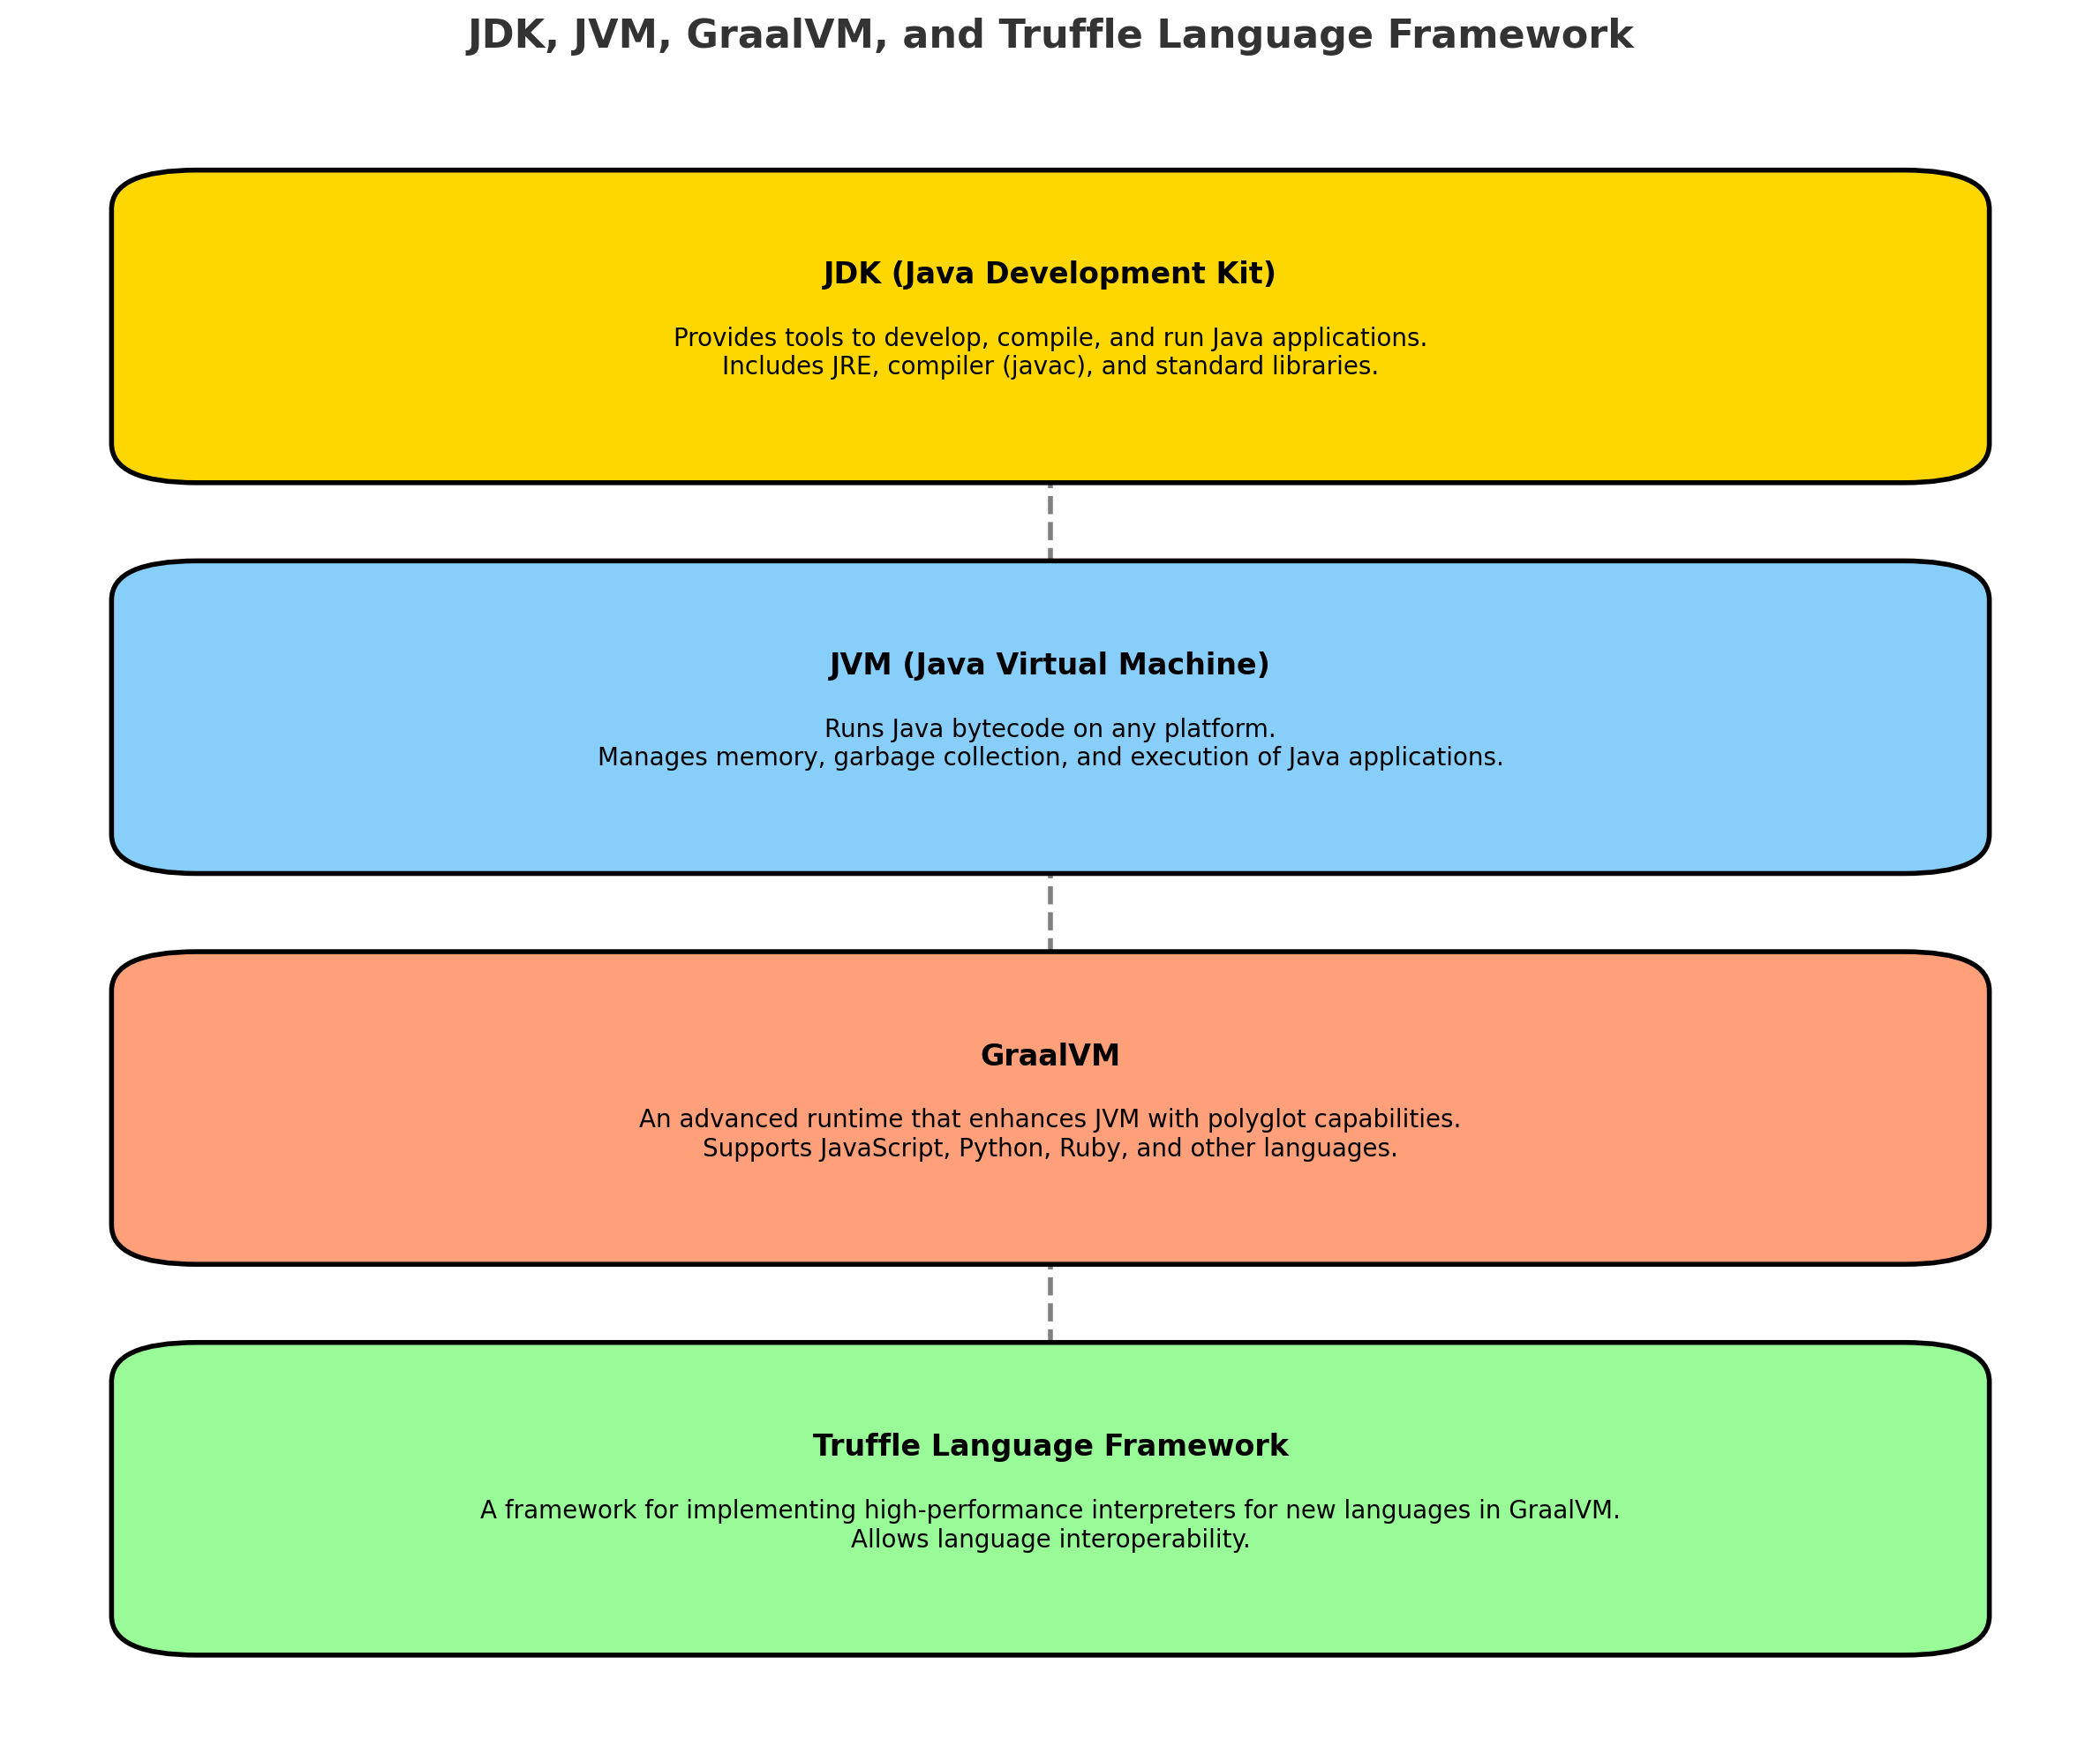 JDK, JVM, GraalVM, and Truffle Language Framework
JDK (Java Development Kit)
Provides tools to develop, compile, and run Java applications.
Includes JRE, compiler (javac), and standard libraries.
JVM (Java Virtual Machine)
Runs Java bytecode on any platform.
Manages memory, garbage collection, and execution of Java applications.
GraalVM
An advanced runtime that enhances JVM with polyglot capabilities.
Supports JavaScript, Python, Ruby, and other languages.
Truffle Language Framework
A framework for implementing high-performance interpreters for new languages in GraalVM.
Allows language interoperability.